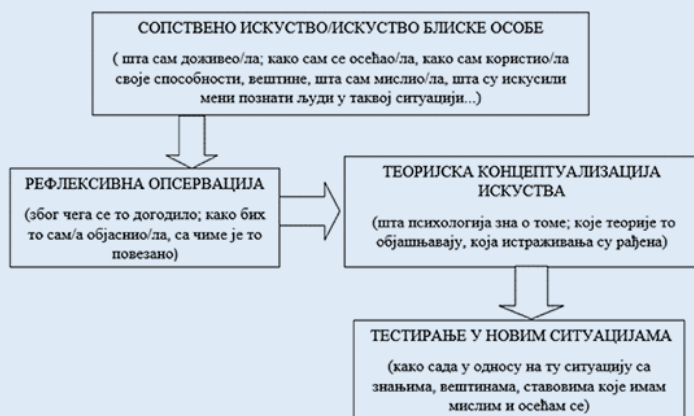 СОПСТВЕНО ИСКУСТВО/ИСКУСТВО БЛИСКЕ ОСОБЕ
( шта сам доживео/ла; како сам се осећао/ла, како сам користио/ла
своје способности, вештине, шта сам мислио/ла, шта су искусили
мени познати људи у таквој ситуацији...)
РЕФЛЕКСИВНА ОПСЕРВАЦИЈА
(због чега се то догодило; како бих
то сам/а објаснио/ла, са чиме је то
повезано)
ТЕОРИЈСКА КОНЦЕПТУАЛИЗАЦИЈА
ИСКУСТВА
(шта психологија зна о томе; које теорије то
објашњавају, која истраживања су рађена)
ТЕСТИРАЊЕ У НОВИМ СИТУАЦИЈАМА
(како сада у односу на ту ситуацију са
знањима, вештинама, ставовима које имам
мислим и осећам се)